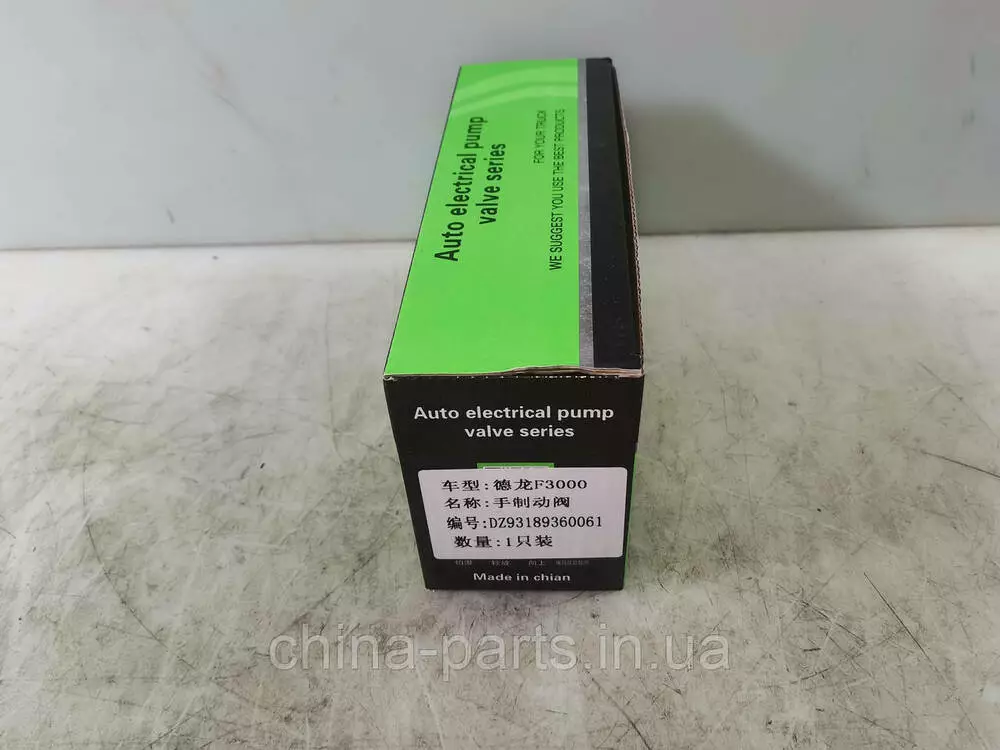 Auto electrical pump
valve series
FOR YOUR TRUCK
WE SUGGEST YOU USE THE BEST PRODUCTS
Auto electrical pump
valve series
车型:德龙F3000
名称:手制动阀
编号:DZ93189360061
数量:1只装
Made in chian
china-parts.in.ua